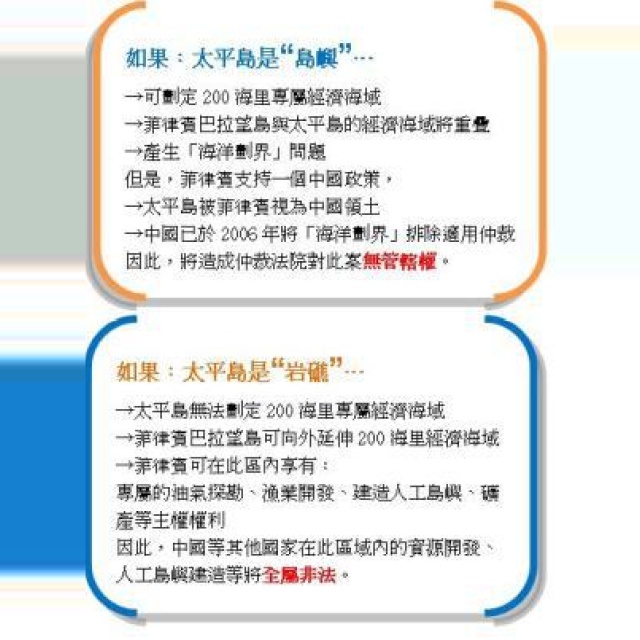 如果：太平島是“島嶼”…
→可劃定 200 海里專屬經濟海域
→菲律賓巴拉望島與太平島的經濟海域將重疊
→產生「海洋劃界」問題
但是，菲律賓支持一個中國政策，
→太平島被菲律賓視為中國領土
→中國已於 2006 年將「海洋劃界」排除適用仲裁
因此，將造成仲裁法院對此案無管轄權。
如果：太平島是“岩礁”…
→太平島無法劃定 200 海里專屬經濟海域
→菲律賓巴拉望島可向外延伸 200 海里經濟海域
→菲律賓可在此區內享有：
專屬的油氣探勘、漁業開發、建造人工島嶼、礦
產等主權權利
因此，中國等其他國家在此區域內的資源開發、
人工島嶼建造等將全屬非法。